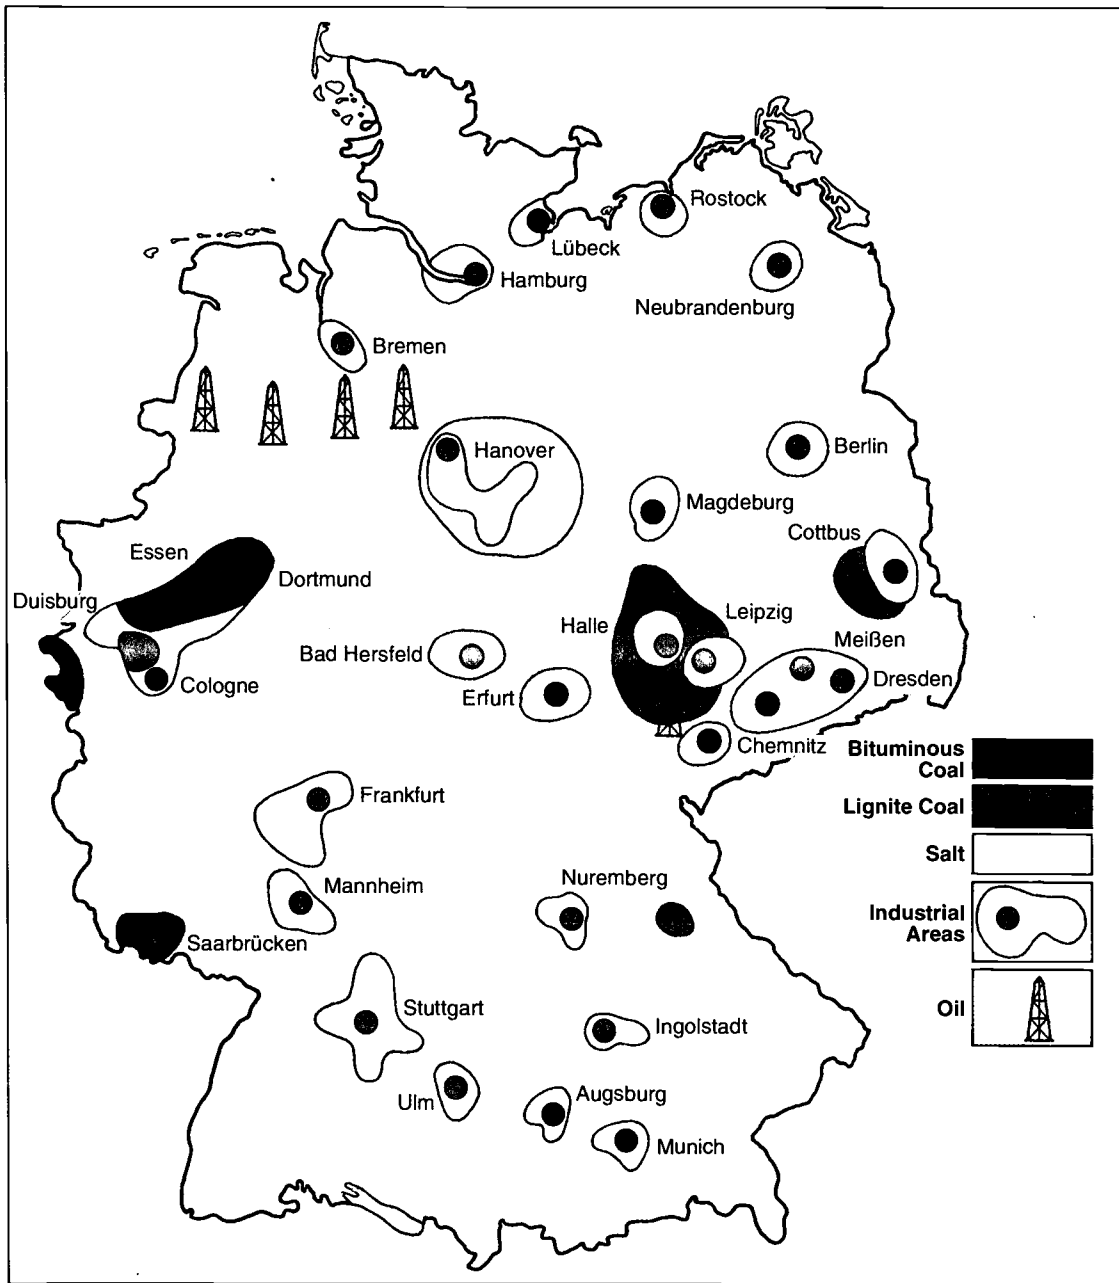 Rostock
Lübeck
Hamburg
Neubrandenburg
Bremen
Hanover
Berlin
Magdeburg
Cottbus
Essen
Dortmund
Duisburg
Leipzig
Halle
Meißen
Bad Hersfeld
Cologne
Erfurt
Dresden
Chemnitz
Bituminous
Coal
Lignite Coal
Salt
Industrial
Areas
Oil
Frankfurt
Mannheim
Nuremberg
Saarbrücken
Stuttgart
Ingolstadt
Ulm
Augsburg
Munich